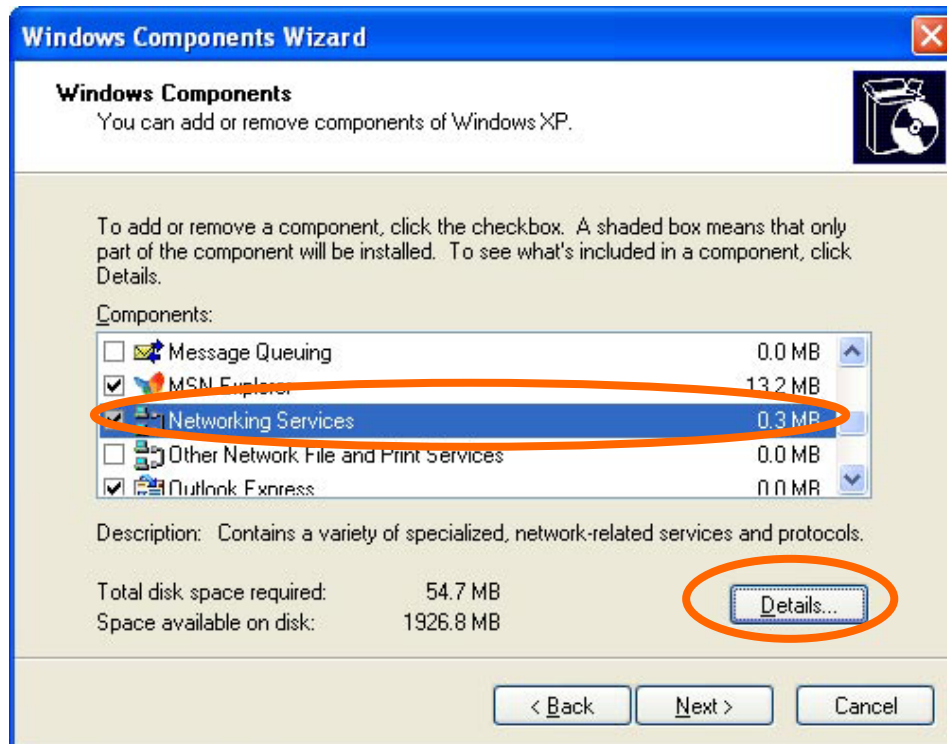 Windows Components Wizard
Windows Components
You can add or remove components of Windows XP.
To add or remove a component, click the checkbox. A shaded box means that only
part of the component will be installed. To see what's included in a component, click
Details.
Components:
Message Queuing 0.0 MB
MSN Explorer 13.2 MB
Networking Services 0.3 MB
Other Network File and Print Services 0.0 MB
Outlook Express 0.0 MB
Description: Contains a variety of specialized, network-related services and protocols.
Total disk space required: 54.7 MB
Space available on disk: 1926.8 MB
Details...
< Back Next > Cancel